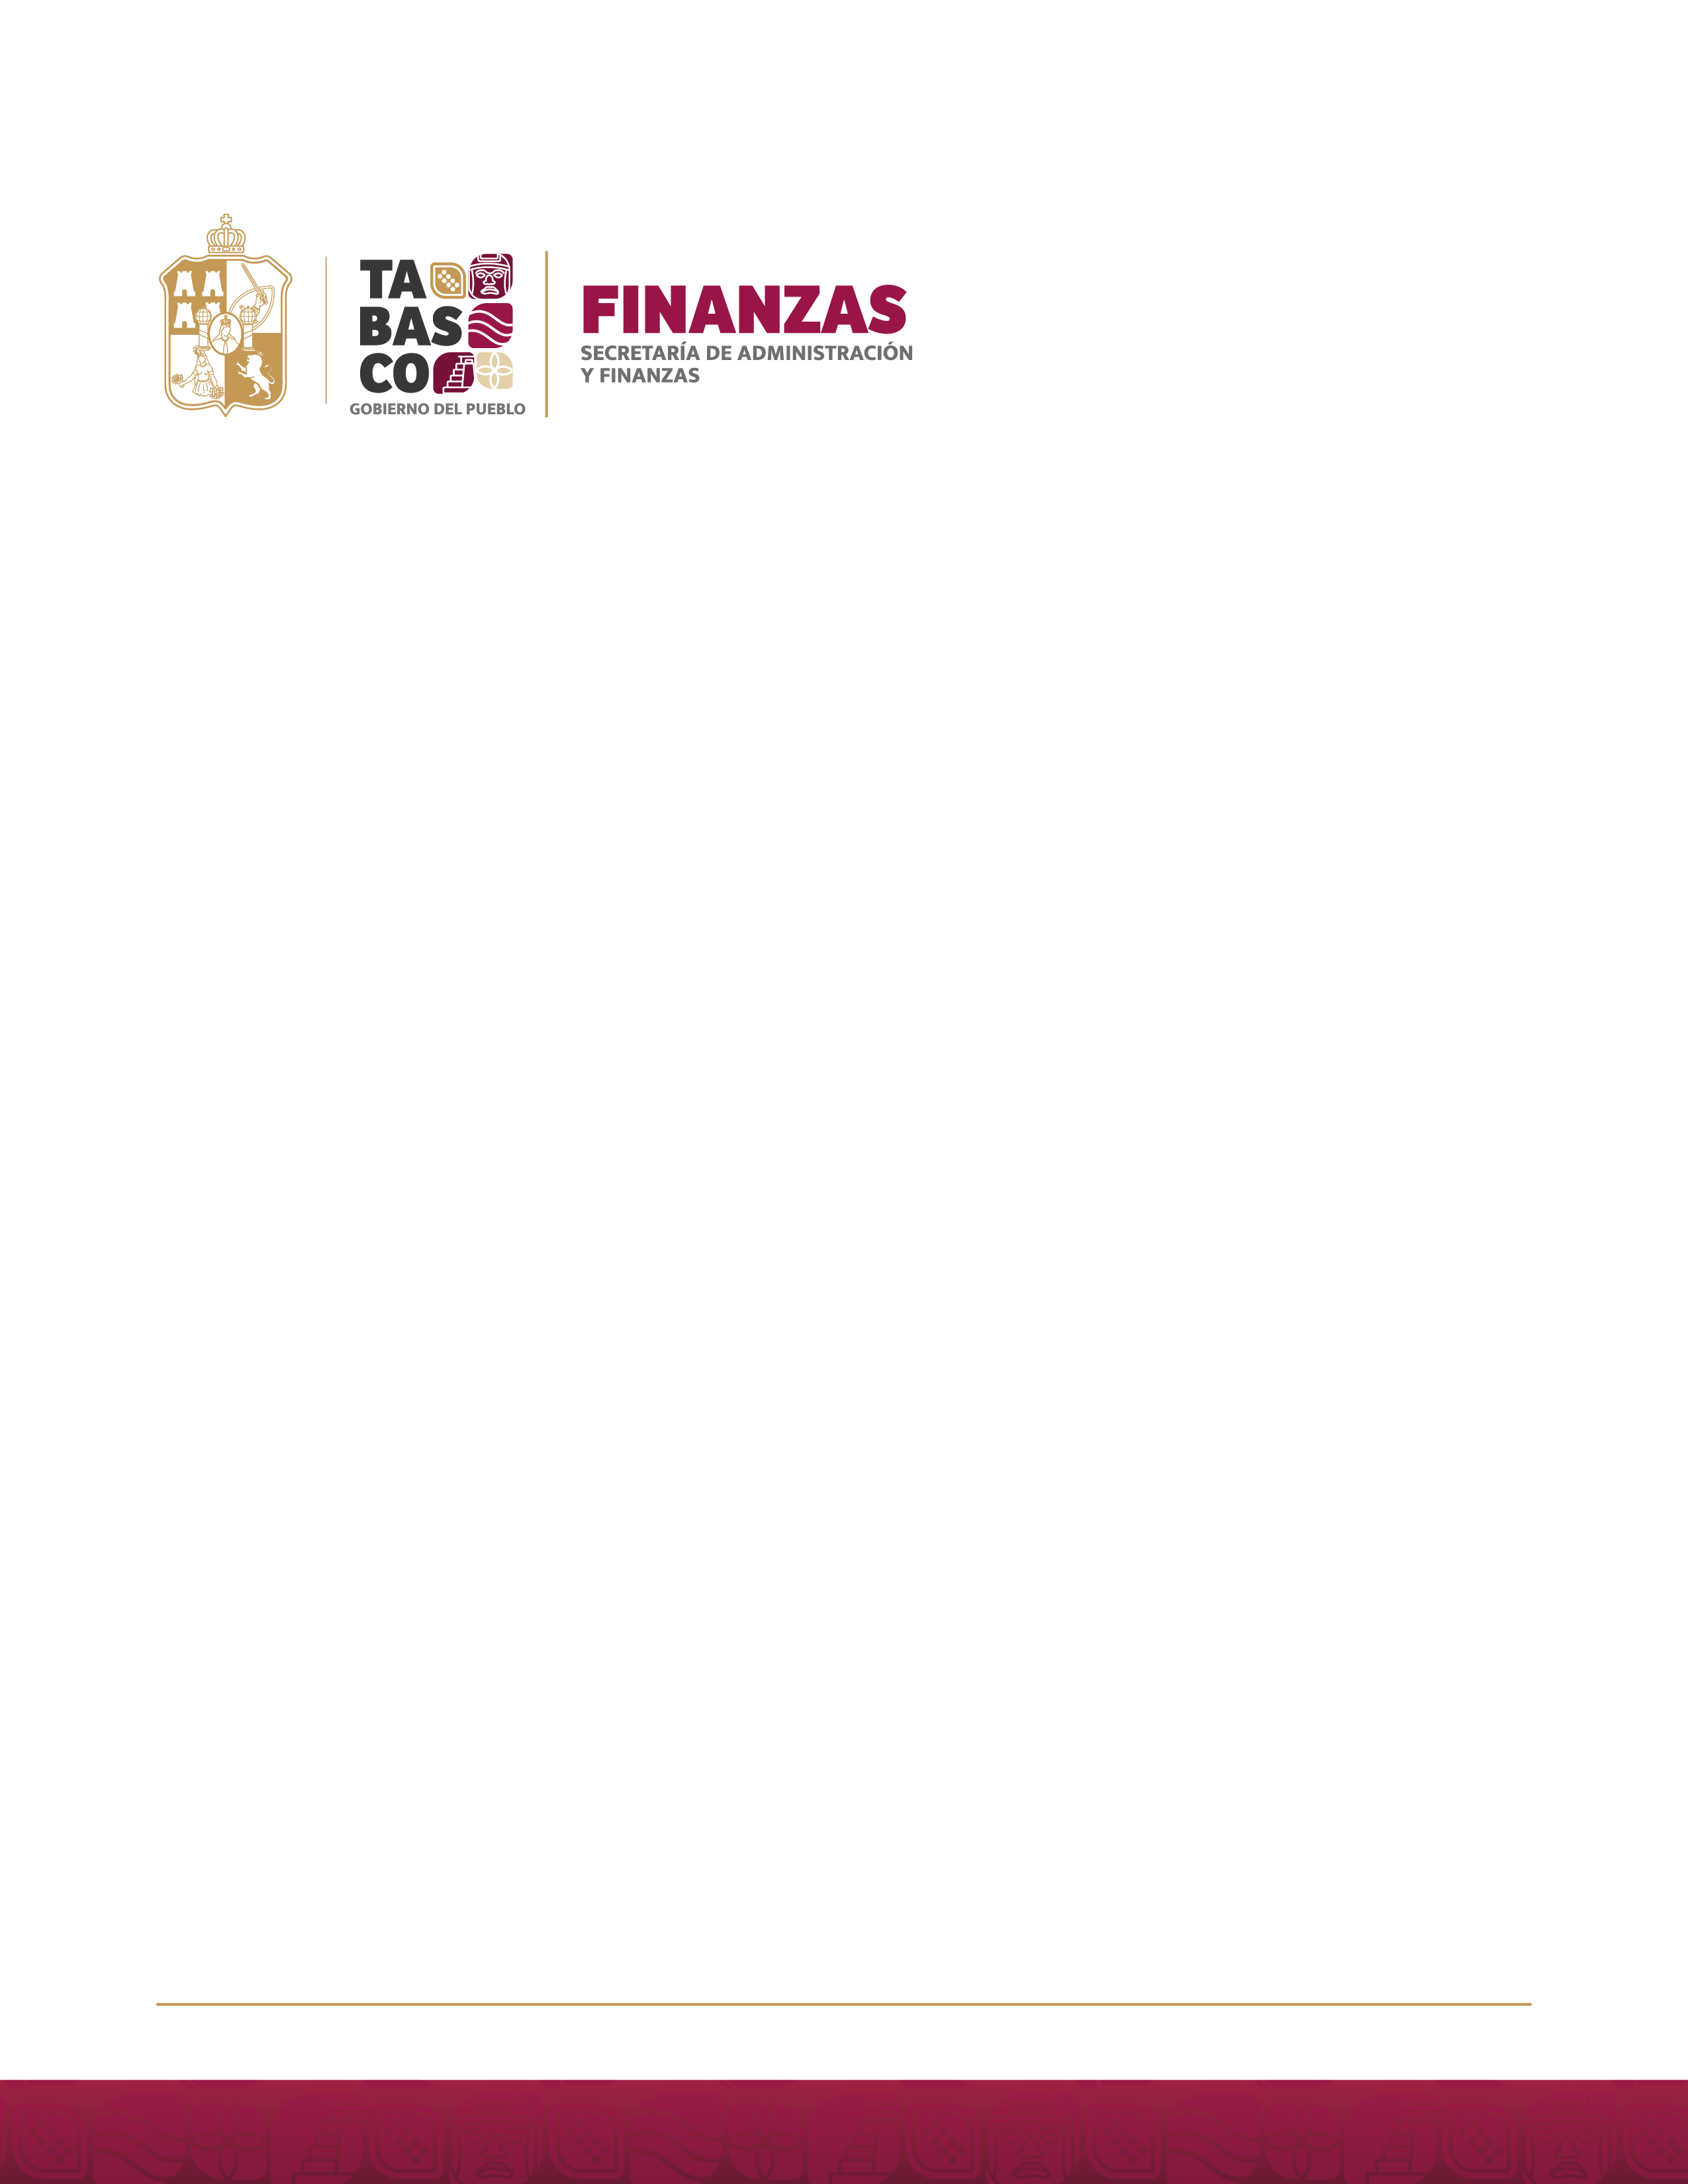 TA
BAS
CO
GOBIERNO DEL PUEBLO
FINANZAS
SECRETARÍA DE ADMINISTRACIÓN
Y FINANZAS